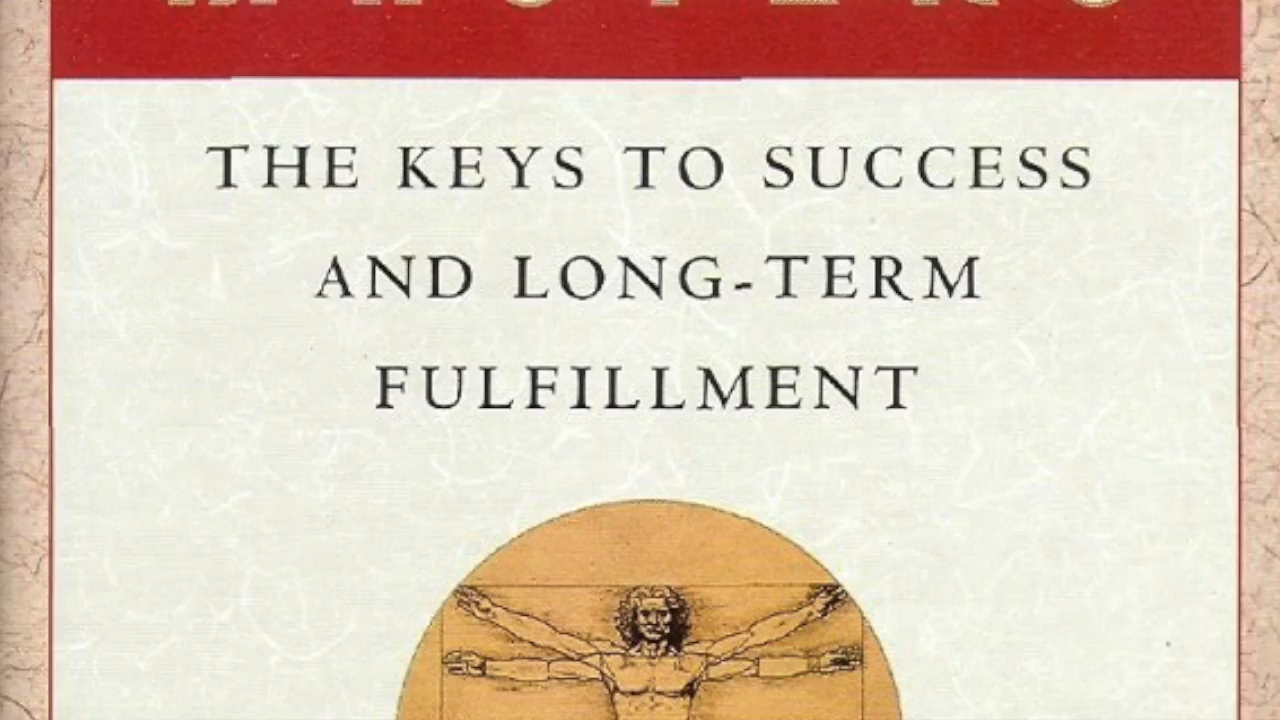 THE KEYS TO SUCCESS
AND LONG-TERM
FULFILLMENT